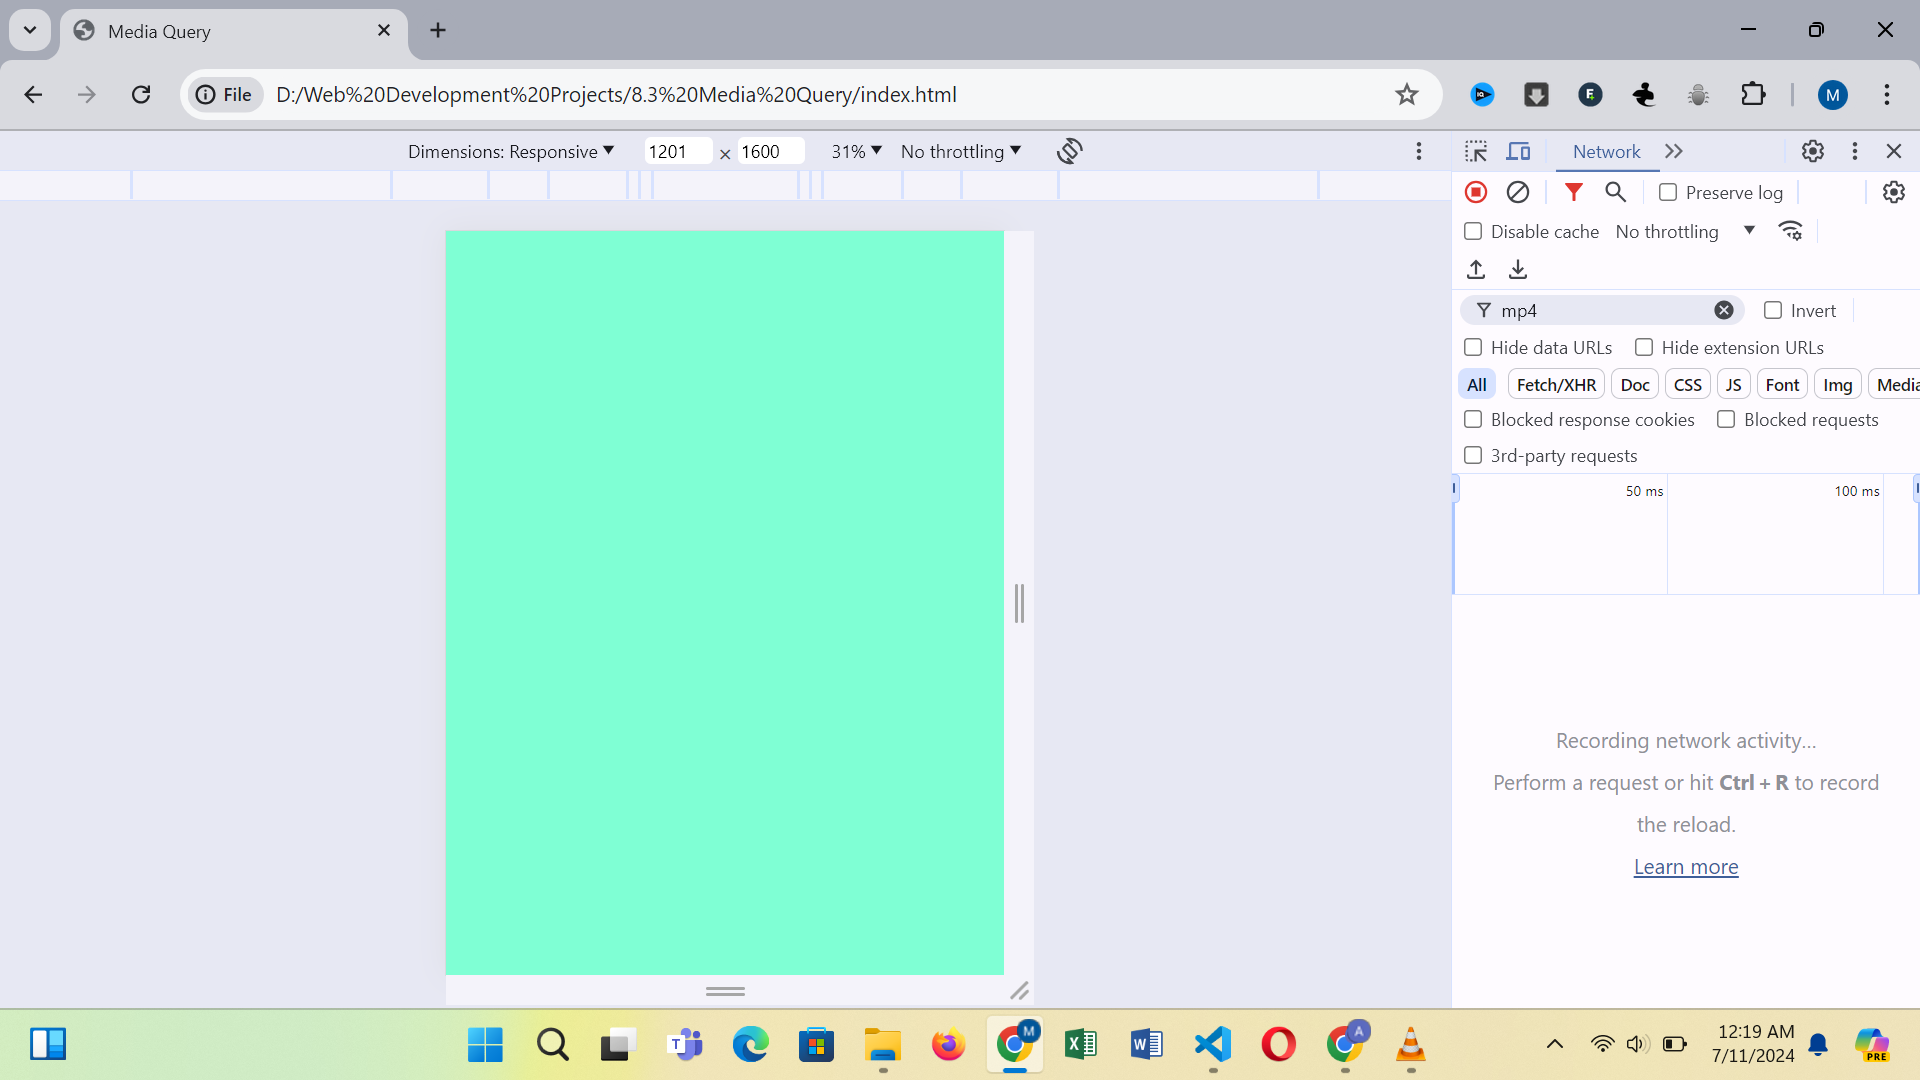 Media Query
File D:/Web%20Development%20Projects/8.3%20Media%20Query/index.html
M
Dimensions: Responsive 1201 × 1600 31% No throttling
Network
Preserve log
Disable cache No throttling
mp4 Invert
Hide data URLs Hide extension URLs
All Fetch/XHR Doc CSS JS Font Img Media
Blocked response cookies Blocked requests
3rd-party requests
50 ms 100 ms
Recording network activity...
Perform a request or hit Ctrl + R to record
the reload.
Learn more
M A
12:19 AM
7/11/2024
PRE